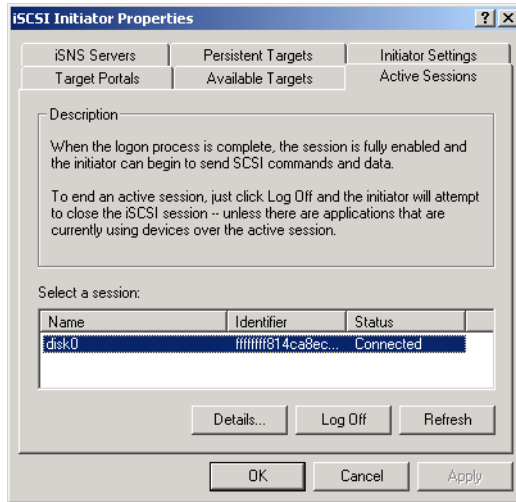 iSCSI Initiator Properties
iSNS Servers Persistent Targets Initiator Settings
Target Portals Available Targets Active Sessions
Description
When the logon process is complete, the session is fully enabled and
the initiator can begin to send SCSI commands and data.
To end an active session, just click Log Off and the initiator will attempt
to close the iSCSI session -- unless there are applications that are
currently using devices over the active session.
Select a session:
Name Identifier Status
disk0 ffffffff814ca8ec... Connected
Details... Log Off Refresh
OK Cancel Apply